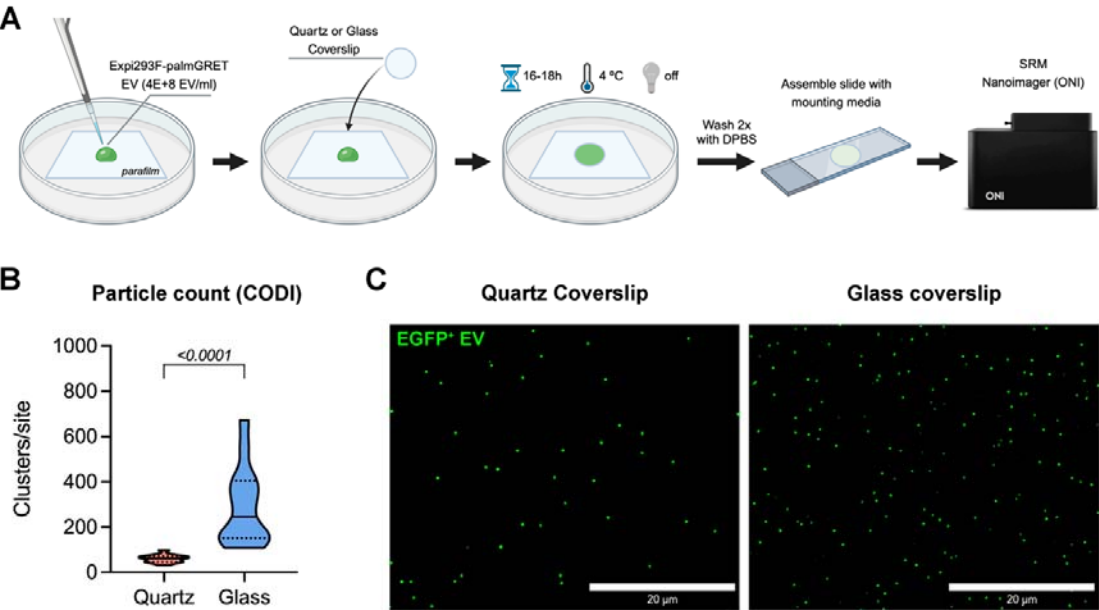 A
Expi293F-palmGRET
EV (4E+8 EV/ml)
parafilm
Quartz or Glass
Coverslip
16-18h
4 ºC
off
Wash 2x
with DPBS
Assemble slide with
mounting media
SRM
Nanoimager (ONI)
ONI
B
Particle count (CODI)
Clusters/site
1000
800
600
400
200
0
<0.0001
Quartz
Glass
C
Quartz Coverslip
Glass coverslip
EGFP⁺ EV
20 µm
20 µm